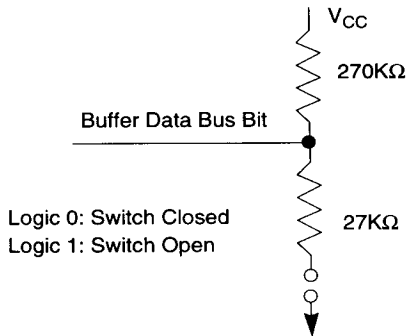 VCC
270KΩ
Buffer Data Bus Bit
Logic 0: Switch Closed
Logic 1: Switch Open
27KΩ